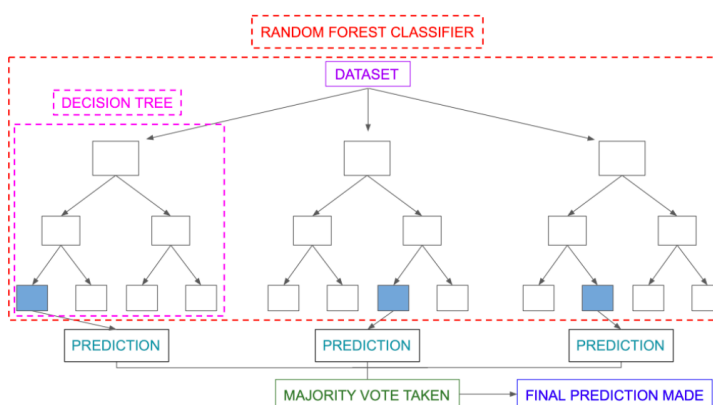 RANDOM FOREST CLASSIFIER
DATASET
DECISION TREE
PREDICTION
PREDICTION
PREDICTION
MAJORITY VOTE TAKEN
FINAL PREDICTION MADE